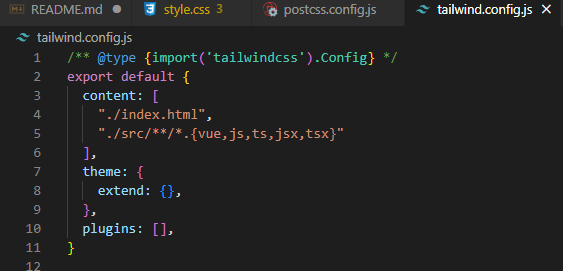 README.md style.css postcss.config.js tailwind.config.js
tailwind.config.js
1 /** @type {import('tailwindcss').Config} */
2 export default {
3 content: [
4 "./index.html",
5 "./src/**/*.{vue,js,ts,jsx,tsx}"
6 ],
7 theme: {
8 extend: {},
9 },
10 plugins: [],
11 }
12